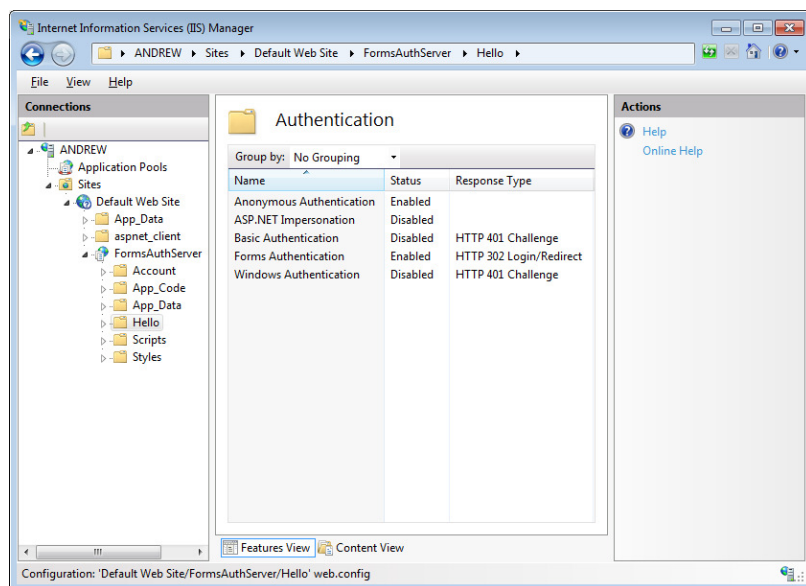 Internet Information Services (IIS) Manager
ANDREW Sites Default Web Site FormsAuthServer Hello
File View Help
Connections
ANDREW
Application Pools
Sites
Default Web Site
App_Data
aspnet_client
FormsAuthServer
Account
App_Code
App_Data
Hello
Scripts
Styles
Authentication
Group by: No Grouping
Name Status Response Type
Anonymous Authentication Enabled
ASP.NET Impersonation Disabled
Basic Authentication Disabled HTTP 401 Challenge
Forms Authentication Enabled HTTP 302 Login/Redirect
Windows Authentication Disabled HTTP 401 Challenge
Features View Content View
Actions
Help
Online Help
Configuration: 'Default Web Site/FormsAuthServer/Hello' web.config